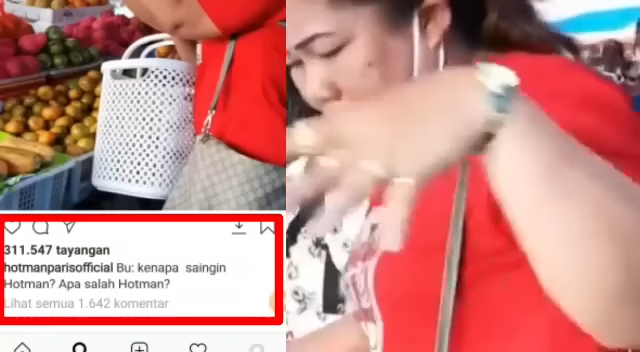 311.547 tayangan
hotmanparisofficial Bu: kenapa saingin
Hotman? Apa salah Hotman?
Lihat semua 1.642 komentar